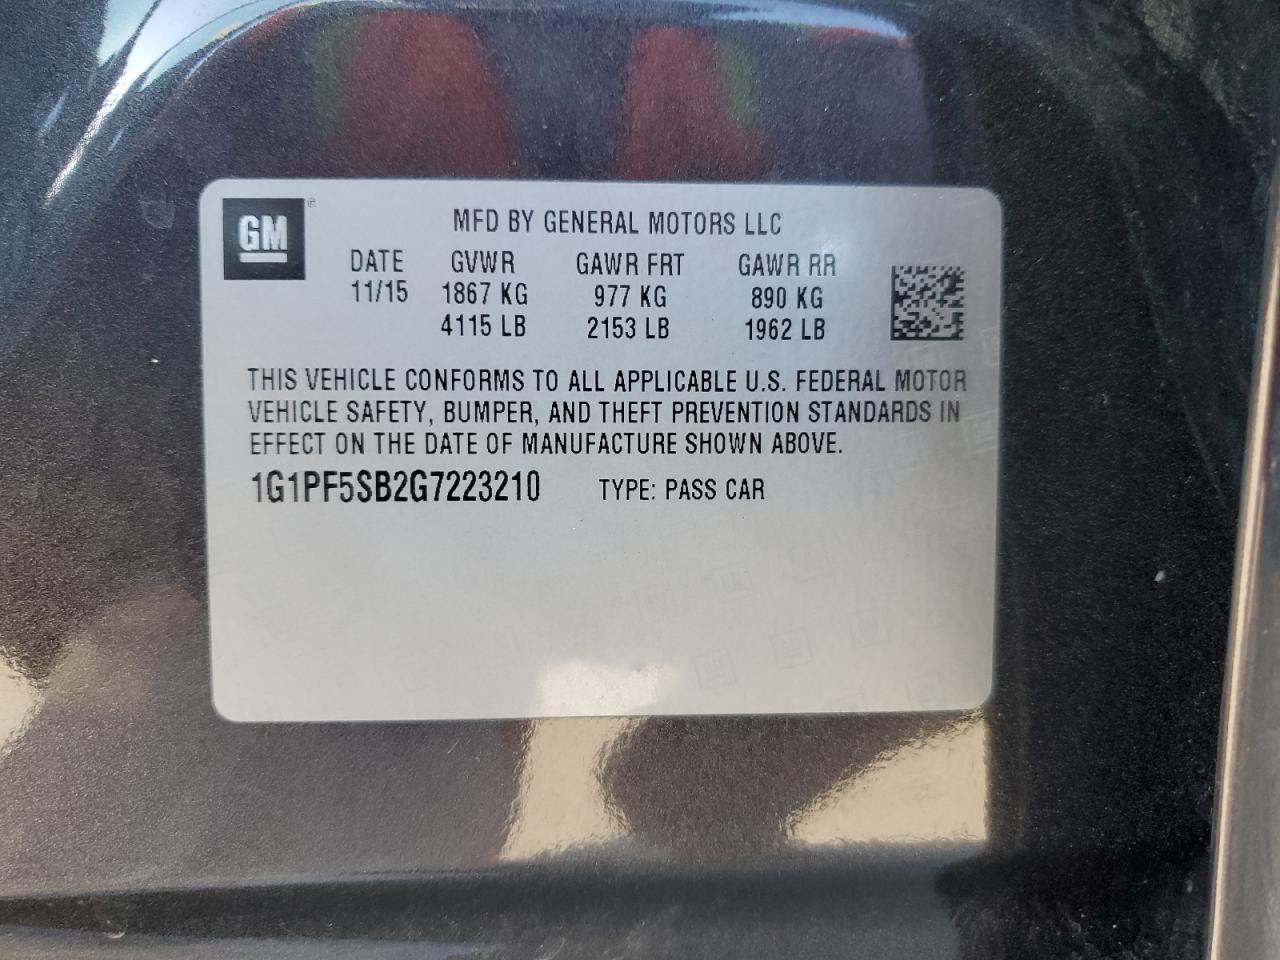 GM®
MFD BY GENERAL MOTORS LLC
DATE GVWR GAWR FRT GAWR RR
11/15 1867 KG 977 KG 890 KG
4115 LB 2153 LB 1962 LB
THIS VEHICLE CONFORMS TO ALL APPLICABLE U.S. FEDERAL MOTOR
VEHICLE SAFETY, BUMPER, AND THEFT PREVENTION STANDARDS IN
EFFECT ON THE DATE OF MANUFACTURE SHOWN ABOVE.
1G1PF5SB2G7223210 TYPE: PASS CAR